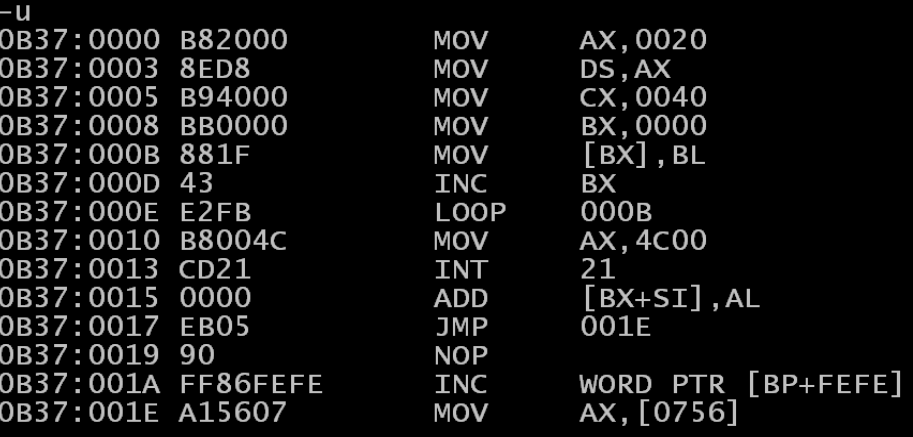 -u
0B37:0000 B82000 MOV AX,0020
0B37:0003 8ED8 MOV DS,AX
0B37:0005 B94000 MOV CX,0040
0B37:0008 BB0000 MOV BX,0000
0B37:000B 881F MOV [BX],BL
0B37:000D 43 INC BX
0B37:000E E2FB LOOP 000B
0B37:0010 B8004C MOV AX,4C00
0B37:0013 CD21 INT 21
0B37:0015 0000 ADD [BX+SI],AL
0B37:0017 EB05 JMP 001E
0B37:0019 90 NOP
0B37:001A FF86FEFE INC WORD PTR [BP+FEFE]
0B37:001E A15607 MOV AX,[0756]